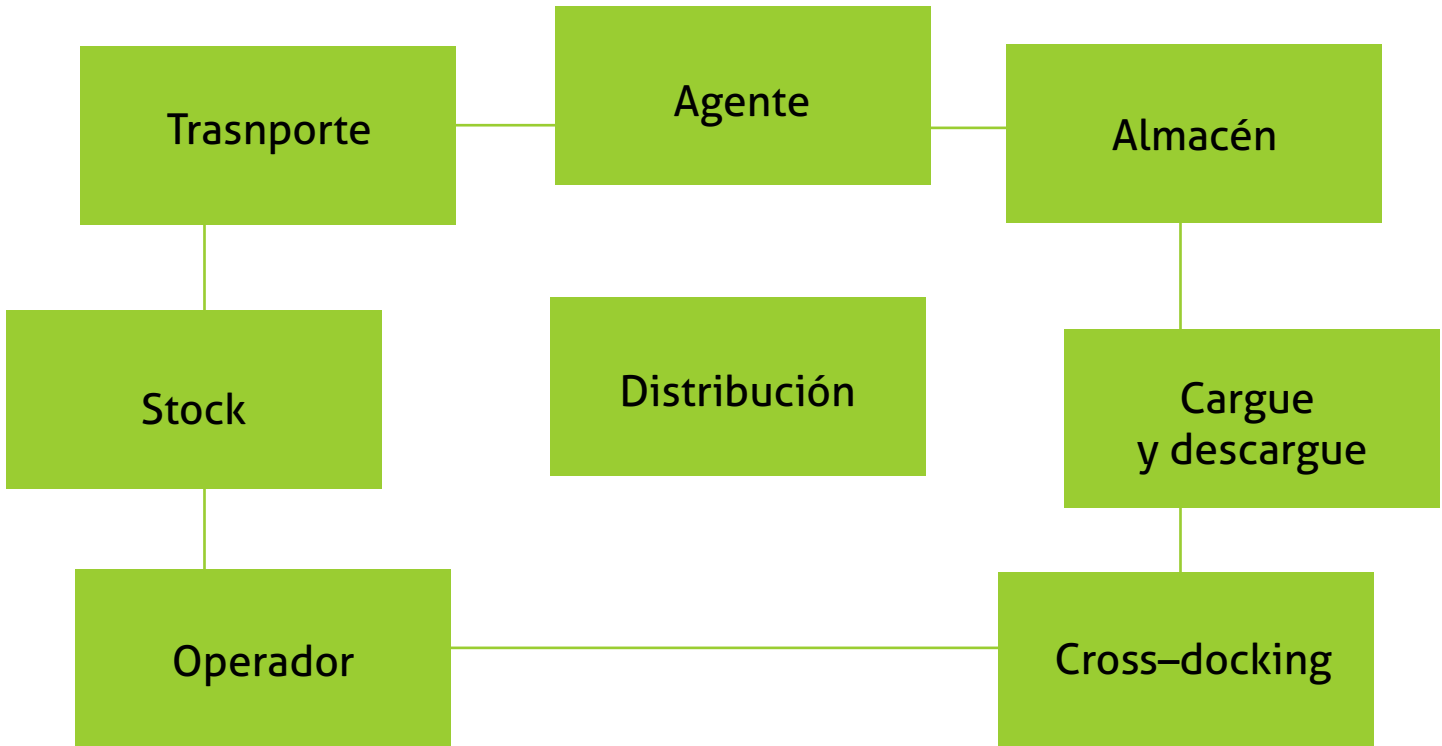 Trasnporte
Agente
Almacén
Stock
Distribución
Cargue
y descargue
Operador
Cross–docking